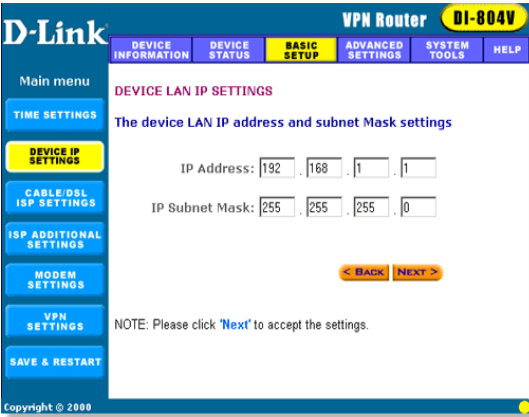 D-Link
VPN Router DI-804V
DEVICE INFORMATION
DEVICE STATUS
BASIC SETUP
ADVANCED SETTINGS
SYSTEM TOOLS
HELP
Main menu
TIME SETTINGS
DEVICE IP SETTINGS
CABLE/DSL ISP SETTINGS
ISP ADDITIONAL SETTINGS
MODEM SETTINGS
VPN SETTINGS
SAVE & RESTART
DEVICE LAN IP SETTINGS
The device LAN IP address and subnet Mask settings
IP Address: 192 . 168 . 1 . 1
IP Subnet Mask: 255 . 255 . 255 . 0
< BACK NEXT >
NOTE: Please click 'Next' to accept the settings.
Copyright © 2000